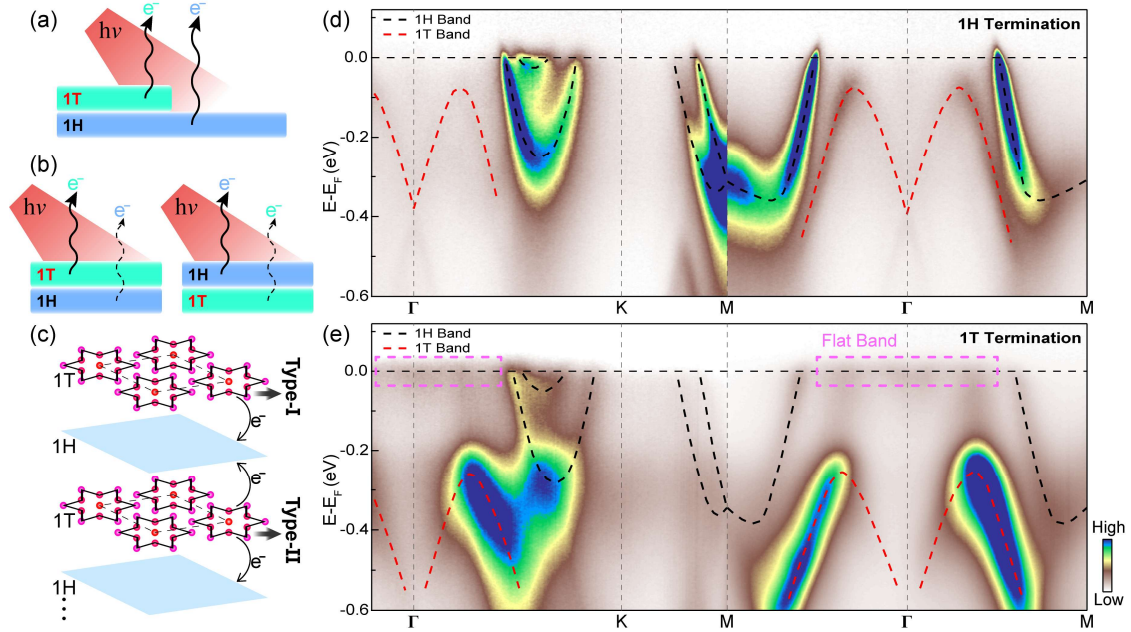 (a)
hν
e⁻
e⁻
1T
1H
(b)
hν
e⁻
e⁻
1T
1H
hν
e⁻
e⁻
1H
1T
(c)
1T
Type-I
e⁻
1H
e⁻
1T
Type-II
e⁻
1H
(d)
1H Band
1T Band
1H Termination
0.0
-0.2
-0.4
-0.6
E-E_F (eV)
Γ K M Γ M
(e)
1H Band
1T Band
Flat Band
1T Termination
0.0
-0.2
-0.4
-0.6
E-E_F (eV)
High
Low
Γ K M Γ M